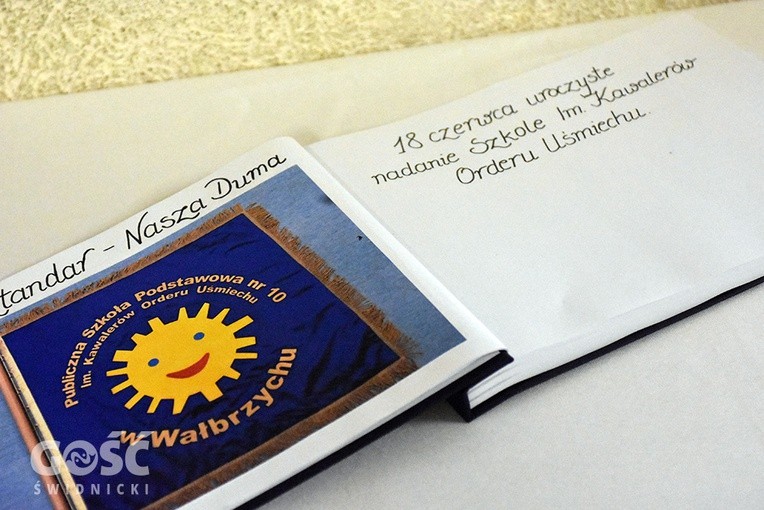 Sztandar - Nasza Duma
Publiczna Szkoła Podstawowa nr 10
Im. Kawalerów Orderu Uśmiechu
w Wałbrzychu
18 czerwca uroczyste
nadanie Szkole Im. Kawalerów
Orderu Uśmiechu.
GOŚĆ
ŚWIDNICKI